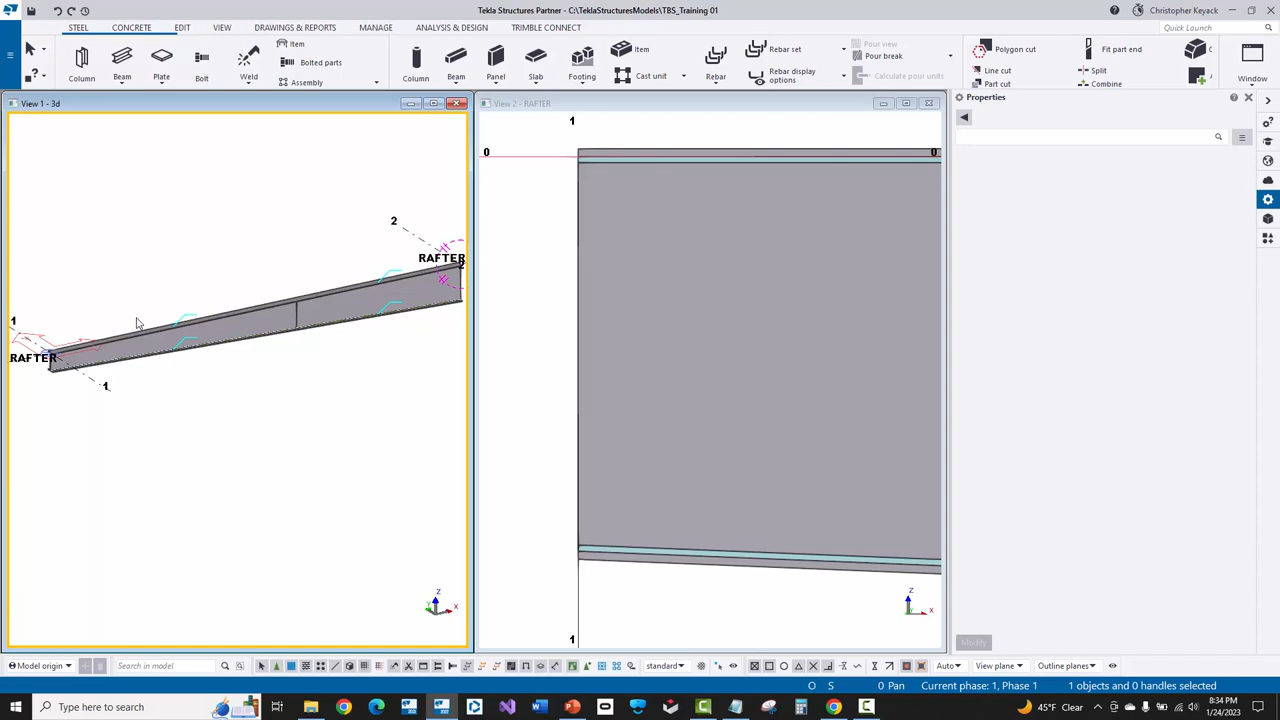 Tekla Structures Partner - C:\TeklaStructuresModels\TBS_Training 01
Christopher Keyack
STEEL CONCRETE EDIT VIEW DRAWINGS & REPORTS MANAGE ANALYSIS & DESIGN TRIMBLE CONNECT
Quick Launch
Column Beam Plate Bolt Weld
Item
Bolted parts
Assembly
Column Beam Panel Slab Footing
Item
Cast unit
Rebar
Rebar set
Rebar display options
Pour view
Pour break
Calculate pour units
Polygon cut
Line cut
Part cut
Fit part end
Split
Combine
C
Window
View 1 - 3d
View 2 - RAFTER
Properties
1
0
0
2
RAFTER
2
1
RAFTER
1
Z
X
Y
Z
X
Y
1
Modify
Model origin
Search in model
standard
Auto
View plane
Outline planes
O S
0 Pan
Current phase: 1, Phase 1
1 objects and 0 handles selected
Type here to search
45°F Clear
8:34 PM
1/24/2023